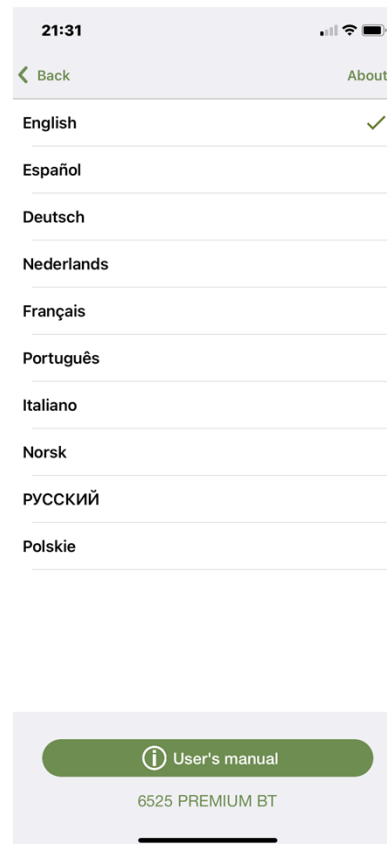 21:31
Back About
English
Español
Deutsch
Nederlands
Français
Português
Italiano
Norsk
РУССКИЙ
Polskie
User's manual
6525 PREMIUM BT